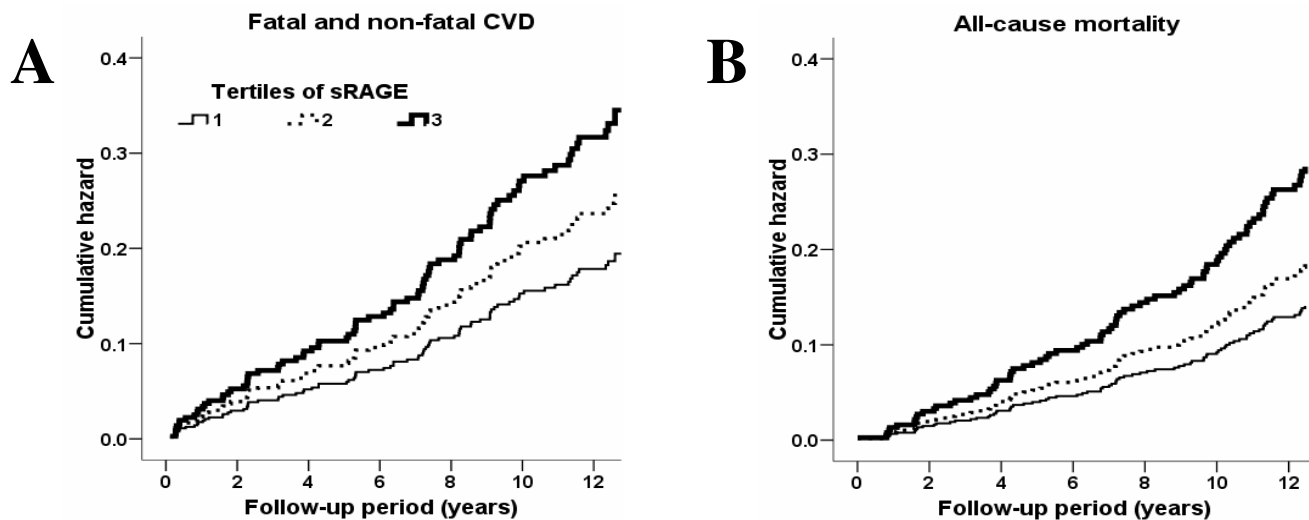 A
Fatal and non-fatal CVD
Tertiles of sRAGE
1 2 3
Cumulative hazard
0.4
0.3
0.2
0.1
0.0
0 2 4 6 8 10 12
Follow-up period (years)
B
All-cause mortality
Cumulative hazard
0.4
0.3
0.2
0.1
0.0
0 2 4 6 8 10 12
Follow-up period (years)